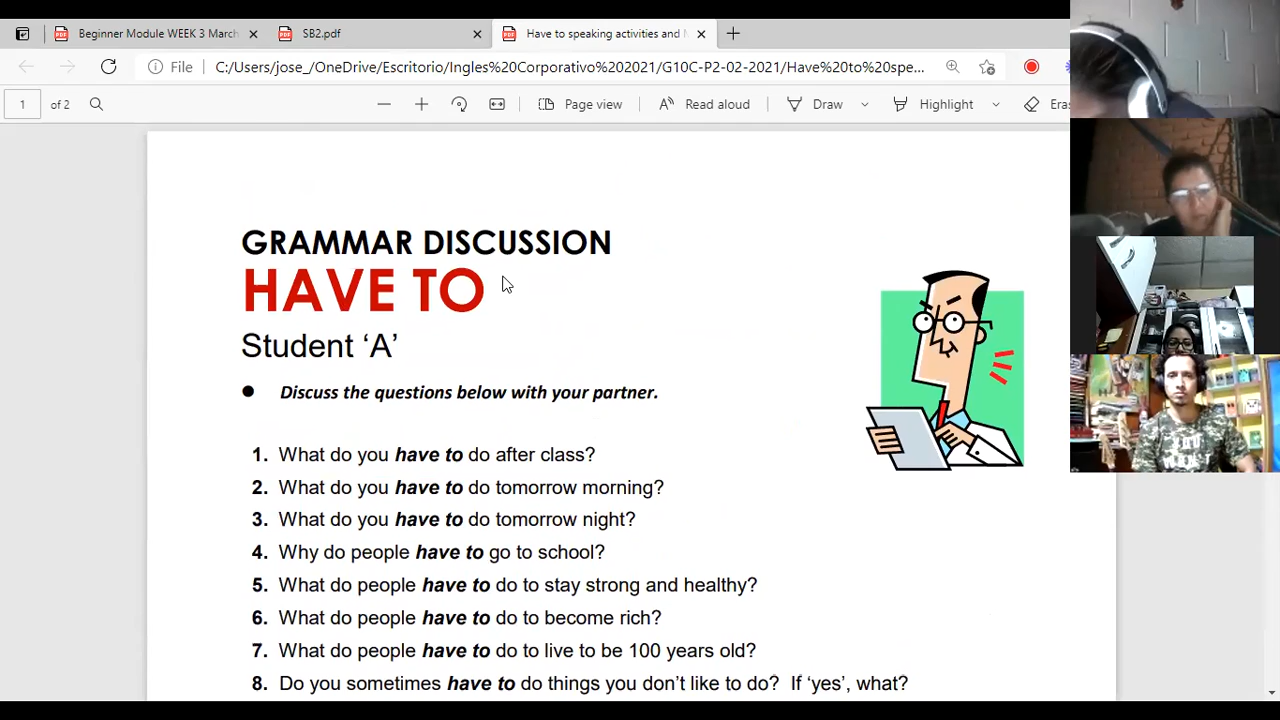 Beginner Module WEEK 3 March
SB2.pdf
Have to speaking activities and
File
C:/Users/jose_/OneDrive/Escritorio/Ingles%20Corporativo%202021/G10C-P2-02-2021/Have%20to%20spe...
1 of 2
Page view
Read aloud
Draw
Highlight
Eras
GRAMMAR DISCUSSION
HAVE TO
Student ‘A’
Discuss the questions below with your partner.
1. What do you have to do after class?
2. What do you have to do tomorrow morning?
3. What do you have to do tomorrow night?
4. Why do people have to go to school?
5. What do people have to do to stay strong and healthy?
6. What do people have to do to become rich?
7. What do people have to do to live to be 100 years old?
8. Do you sometimes have to do things you don’t like to do? If ‘yes’, what?